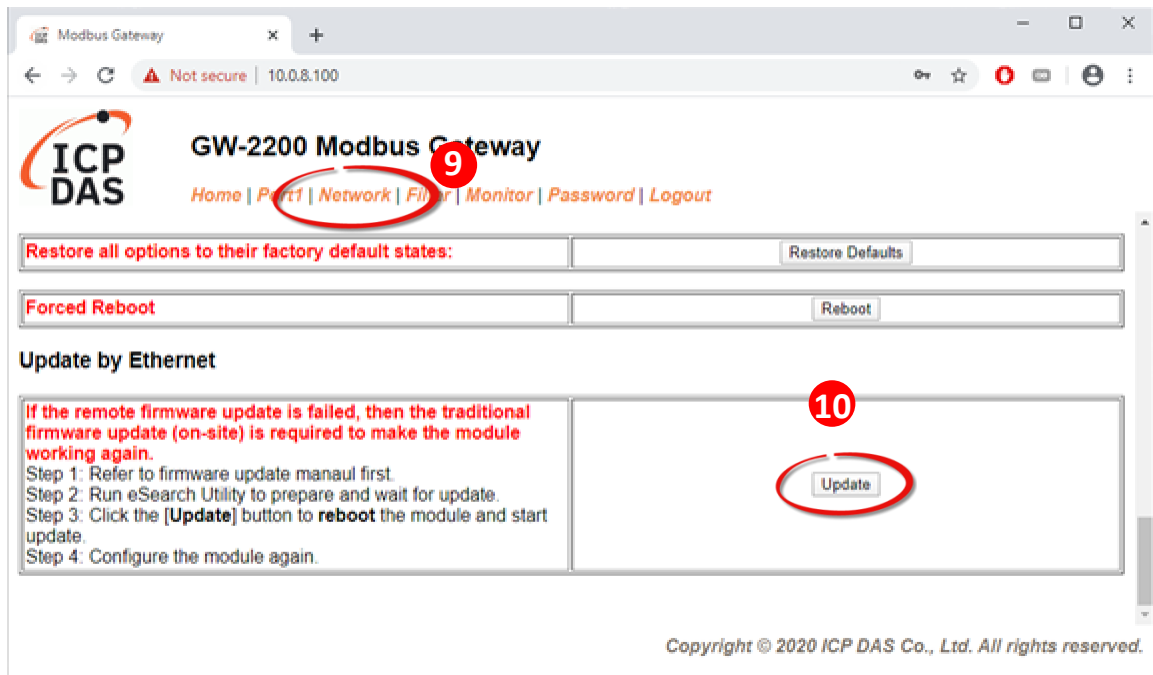 Modbus Gateway
Not secure | 10.0.8.100
ICP
DAS
GW-2200 Modbus Gateway
9
Home | Port1 | Network | Filter | Monitor | Password | Logout
Restore all options to their factory default states:
Restore Defaults
Forced Reboot
Reboot
Update by Ethernet
If the remote firmware update is failed, then the traditional
firmware update (on-site) is required to make the module
working again.
Step 1: Refer to firmware update manaul first.
Step 2: Run eSearch Utility to prepare and wait for update.
Step 3: Click the [Update] button to reboot the module and start
update.
Step 4: Configure the module again.
10
Update
Copyright © 2020 ICP DAS Co., Ltd. All rights reserved.